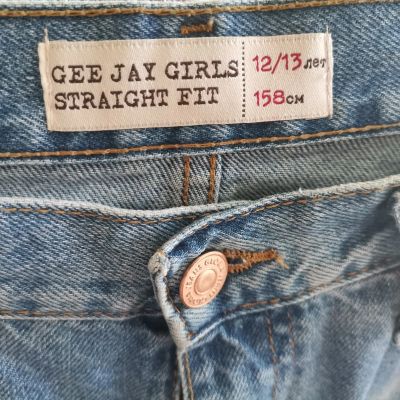 GEE JAY GIRLS
STRAIGHT FIT
12/13 лет
158см